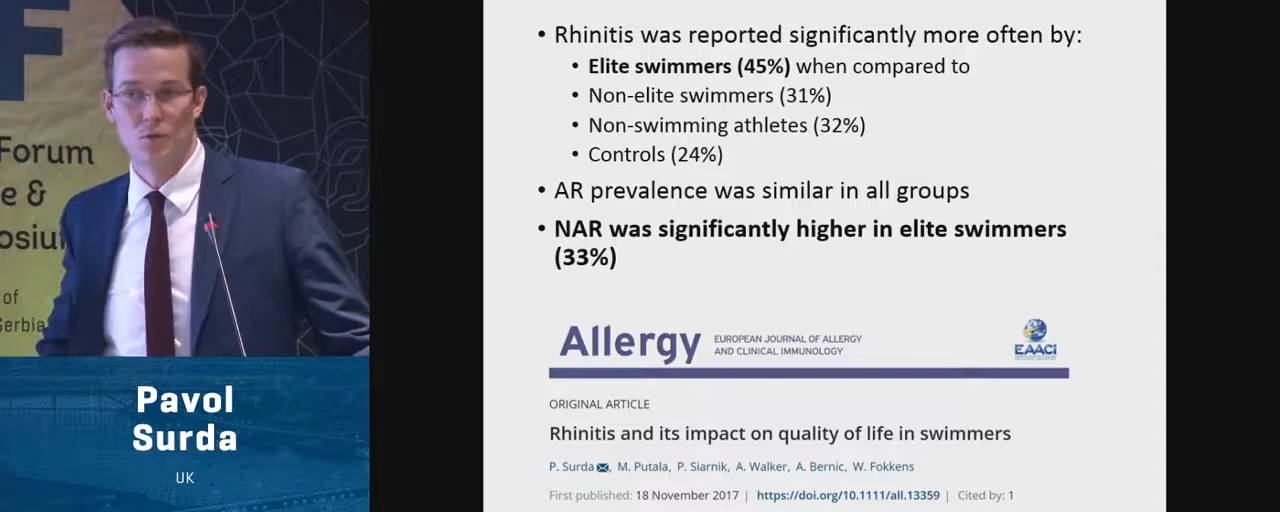 F
Forum
e &
osiu
of
Serbia
Pavol
Surda
UK
• Rhinitis was reported significantly more often by:
• Elite swimmers (45%) when compared to
• Non-elite swimmers (31%)
• Non-swimming athletes (32%)
• Controls (24%)
• AR prevalence was similar in all groups
• NAR was significantly higher in elite swimmers
(33%)
Allergy
EUROPEAN JOURNAL OF ALLERGY
AND CLINICAL IMMUNOLOGY
EAACI
ORIGINAL ARTICLE
Rhinitis and its impact on quality of life in swimmers
P. Surda, M. Putala, P. Siarnik, A. Walker, A. Bernic, W. Fokkens
First published: 18 November 2017 | https://doi.org/10.1111/all.13359 | Cited by: 1